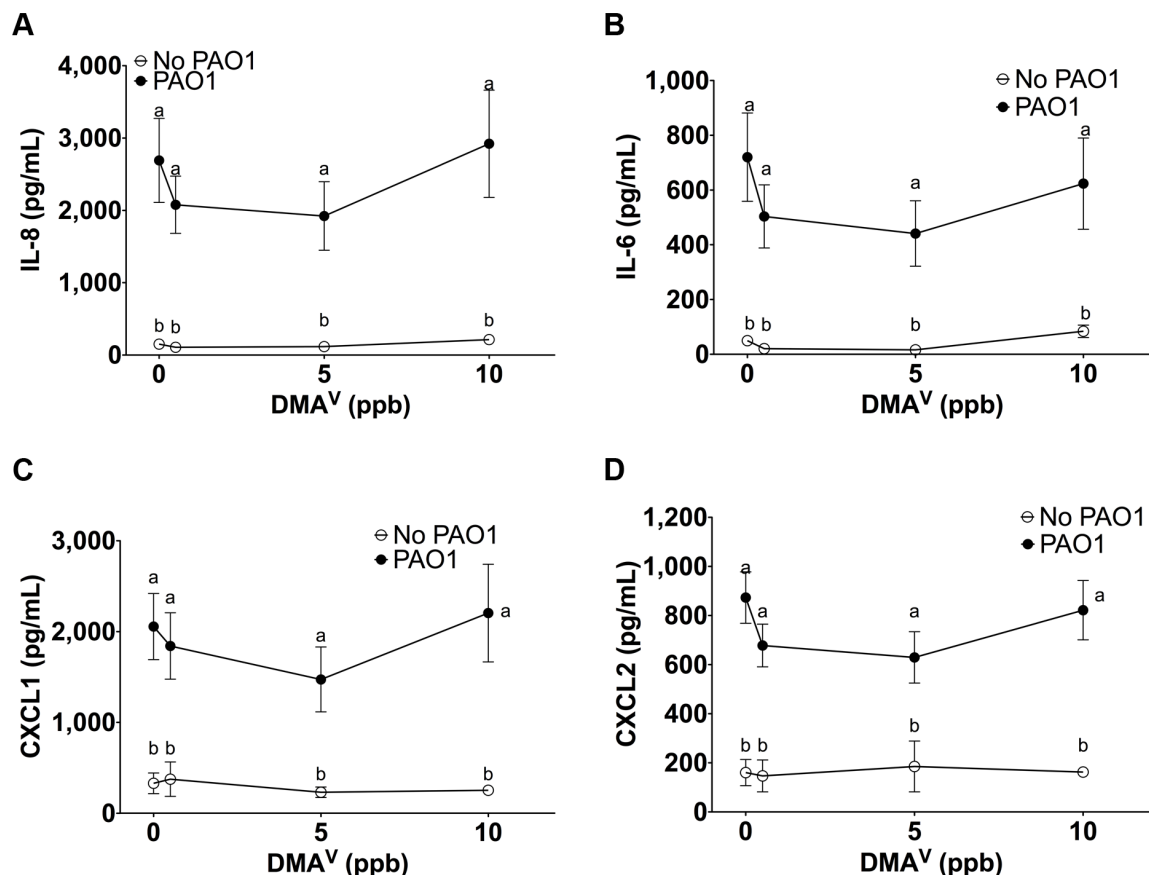 A
No PAO1
PAO1
4,000
3,000
2,000
1,000
0
IL-8 (pg/mL)
a
a
a
a
b
b
b
b
0
5
10
DMAV (ppb)
B
No PAO1
PAO1
1,000
800
600
400
200
0
IL-6 (pg/mL)
a
a
a
a
b
b
b
b
0
5
10
DMAV (ppb)
C
No PAO1
PAO1
3,000
2,000
1,000
0
CXCL1 (pg/mL)
a
a
a
a
b
b
b
b
0
5
10
DMAV (ppb)
D
No PAO1
PAO1
1,200
1,000
800
600
400
200
0
CXCL2 (pg/mL)
a
a
a
a
b
b
b
b
0
5
10
DMAV (ppb)